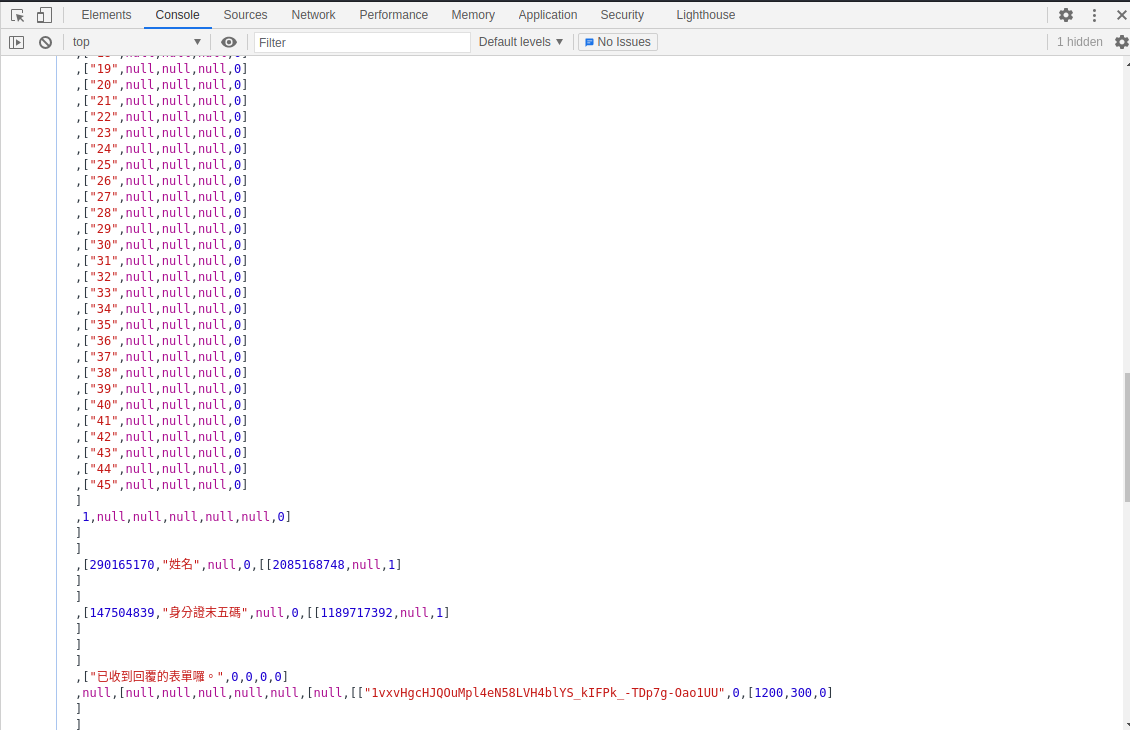 Elements Console Sources Network Performance Memory Application Security Lighthouse
top Filter Default levels No Issues 1 hidden
,["19",null,null,null,0]
,["20",null,null,null,0]
,["21",null,null,null,0]
,["22",null,null,null,0]
,["23",null,null,null,0]
,["24",null,null,null,0]
,["25",null,null,null,0]
,["26",null,null,null,0]
,["27",null,null,null,0]
,["28",null,null,null,0]
,["29",null,null,null,0]
,["30",null,null,null,0]
,["31",null,null,null,0]
,["32",null,null,null,0]
,["33",null,null,null,0]
,["34",null,null,null,0]
,["35",null,null,null,0]
,["36",null,null,null,0]
,["37",null,null,null,0]
,["38",null,null,null,0]
,["39",null,null,null,0]
,["40",null,null,null,0]
,["41",null,null,null,0]
,["42",null,null,null,0]
,["43",null,null,null,0]
,["44",null,null,null,0]
,["45",null,null,null,0]
]
,1,null,null,null,null,null,0]
]
]
,[290165170,"姓名",null,0,[[2085168748,null,1]
]
]
,[147504839,"身分證末五碼",null,0,[[1189717392,null,1]
]
]
]
,["已收到回覆的表單囉。",0,0,0,0]
,null,[null,null,null,null,null,[null,[["1vxvHgcHJQOuMpl4eN58LVH4blYS_kIFPk_-TDp7g-Oao1UU",0,[1200,300,0]
]
]